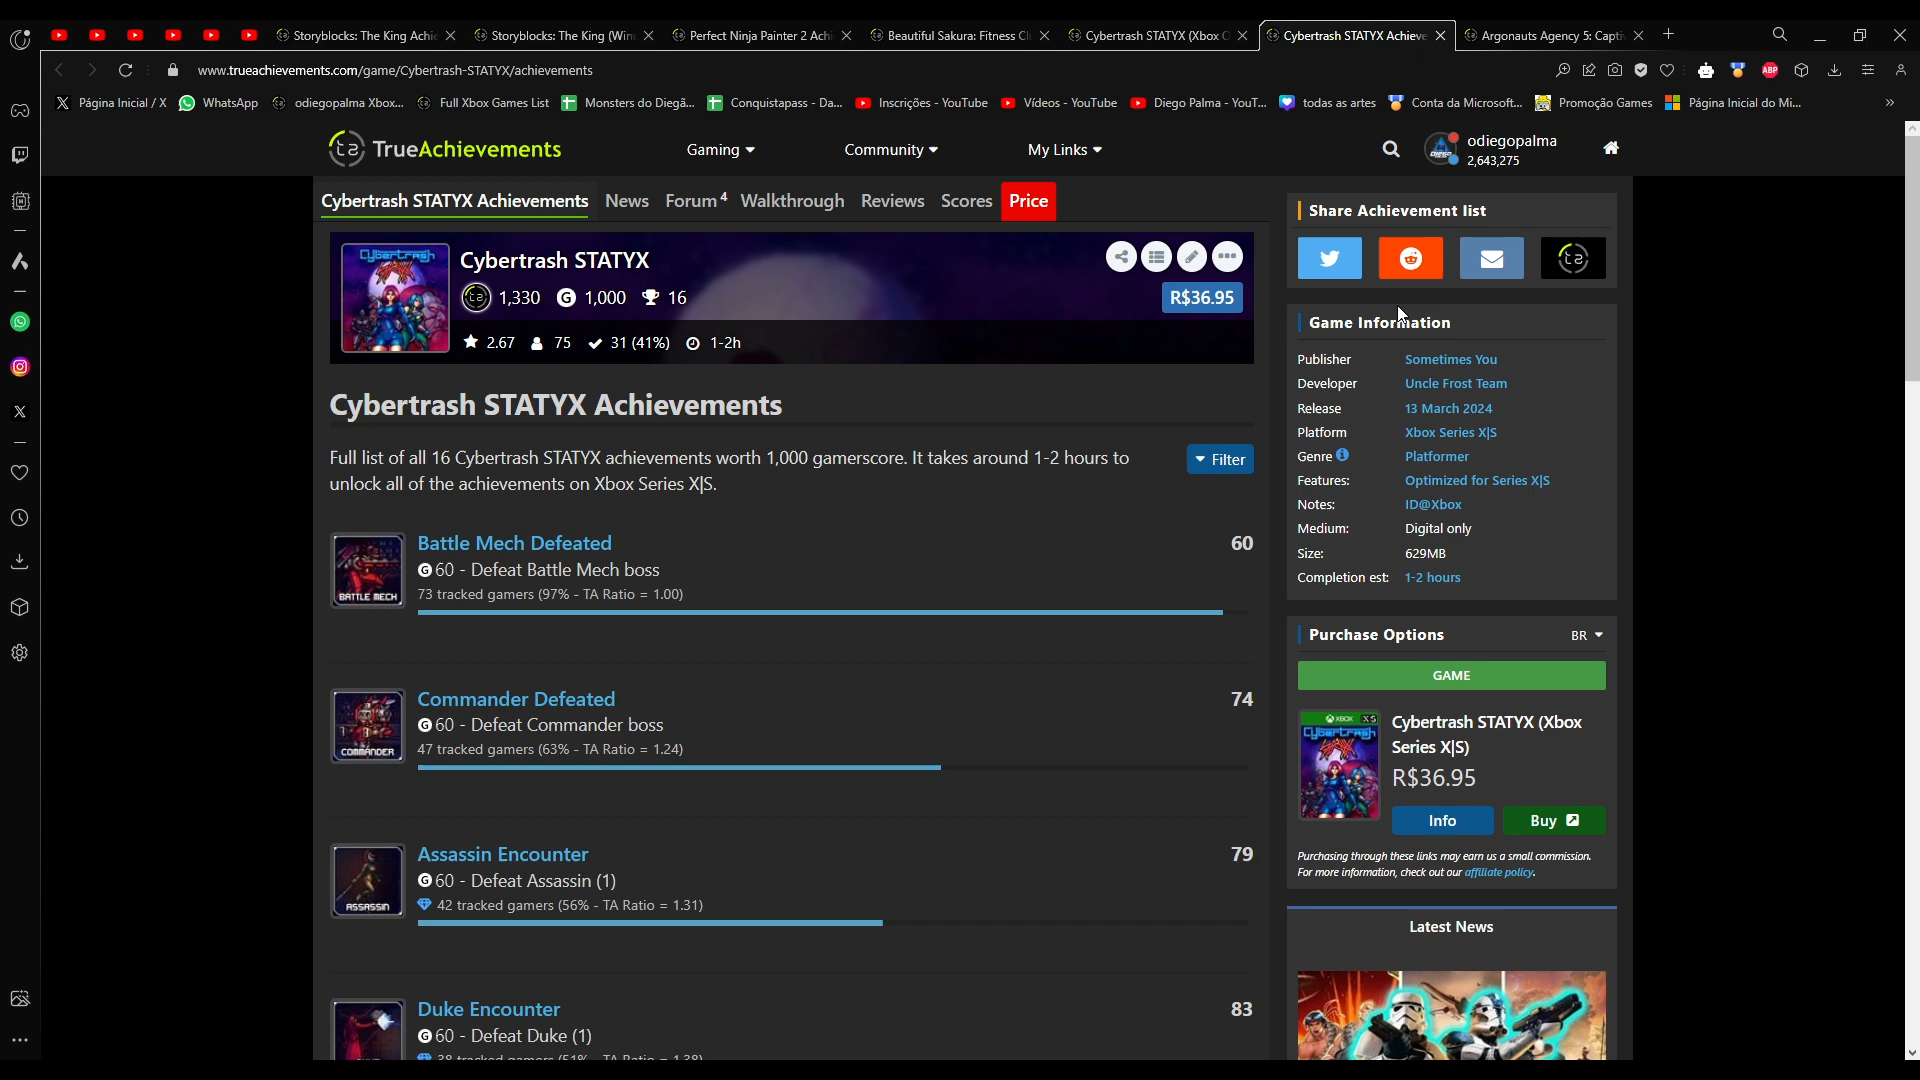 Storyblocks: The King Achie
Storyblocks: The King (Win
Perfect Ninja Painter 2 Achi
Beautiful Sakura: Fitness Cl
Cybertrash STATYX (Xbox O
Cybertrash STATYX Achieve
Argonauts Agency 5: Capti
www.trueachievements.com/game/Cybertrash-STATYX/achievements
ABP
Página Inicial / X
WhatsApp
odiegopalma Xbox...
Full Xbox Games List
Monsters do Diegã...
Conquistapass - Da...
Inscrições - YouTube
Vídeos - YouTube
Diego Palma - YouT...
todas as artes
Conta da Microsoft...
Promoção Games
Página Inicial do Mi...
TrueAchievements
Gaming
Community
My Links
odiegopalma
2,643,275
Cybertrash STATYX Achievements
News
Forum 4
Walkthrough
Reviews
Scores
Price
Cybertrash STATYX
1,330
1,000
16
R$36.95
2.67
75
31 (41%)
1-2h
Cybertrash STATYX Achievements
Full list of all 16 Cybertrash STATYX achievements worth 1,000 gamerscore. It takes around 1-2 hours to
unlock all of the achievements on Xbox Series X|S.
Filter
BATTLE MECH
Battle Mech Defeated
60
G 60 - Defeat Battle Mech boss
73 tracked gamers (97% - TA Ratio = 1.00)
COMMANDER
Commander Defeated
74
G 60 - Defeat Commander boss
47 tracked gamers (63% - TA Ratio = 1.24)
ASSASSIN
Assassin Encounter
79
G 60 - Defeat Assassin (1)
42 tracked gamers (56% - TA Ratio = 1.31)
Duke Encounter
83
G 60 - Defeat Duke (1)
38 tracked gamers (51% - TA Ratio = 1.38)
Share Achievement list
Game Information
Publisher Sometimes You
Developer Uncle Frost Team
Release 13 March 2024
Platform Xbox Series X|S
Genre Platformer
Features: Optimized for Series X|S
Notes: ID@Xbox
Medium: Digital only
Size: 629MB
Completion est: 1-2 hours
Purchase Options
BR
GAME
XBOX X S
Cybertrash
Cybertrash STATYX (Xbox
Series X|S)
R$36.95
Info
Buy
Purchasing through these links may earn us a small commission.
For more information, check out our affiliate policy.
Latest News